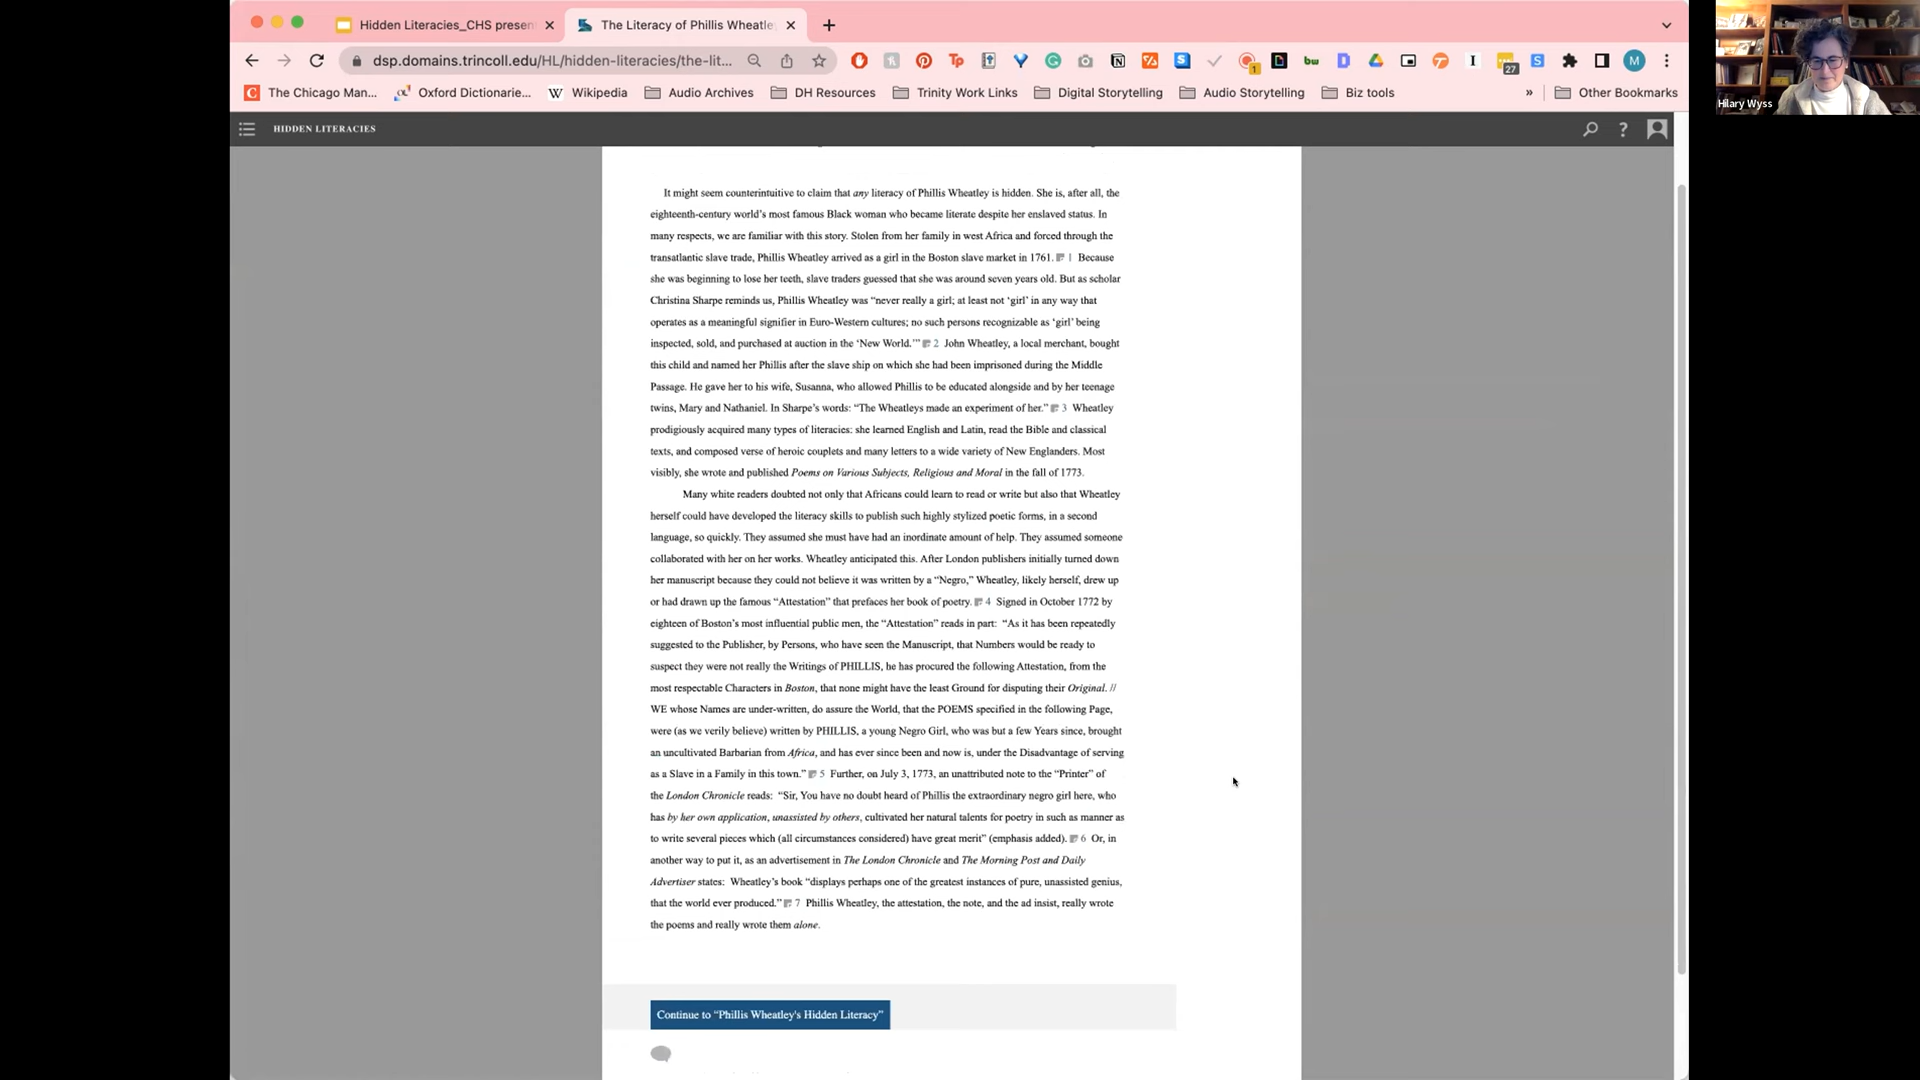 Hidden Literacies_CHS presen
The Literacy of Phillis Wheatle
dsp.domains.trincoll.edu/HL/hidden-literacies/the-lit...
The Chicago Man...
Oxford Dictionarie...
Wikipedia
Audio Archives
DH Resources
Trinity Work Links
Digital Storytelling
Audio Storytelling
Biz tools
»
Other Bookmarks
Hilary Wyss
HIDDEN LITERACIES
It might seem counterintuitive to claim that any literacy of Phillis Wheatley is hidden. She is, after all, the
eighteenth-century world's most famous Black woman who became literate despite her enslaved status. In
many respects, we are familiar with this story. Stolen from her family in west Africa and forced through the
transatlantic slave trade, Phillis Wheatley arrived as a girl in the Boston slave market in 1761. 1 Because
she was beginning to lose her teeth, slave traders guessed that she was around seven years old. But as scholar
Christina Sharpe reminds us, Phillis Wheatley was “never really a girl; at least not ‘girl’ in any way that
operates as a meaningful signifier in Euro-Western cultures; no such persons recognizable as ‘girl’ being
inspected, sold, and purchased at auction in the ‘New World.’” 2 John Wheatley, a local merchant, bought
this child and named her Phillis after the slave ship on which she had been imprisoned during the Middle
Passage. He gave her to his wife, Susanna, who allowed Phillis to be educated alongside and by her teenage
twins, Mary and Nathaniel. In Sharpe's words: “The Wheatleys made an experiment of her.” 3 Wheatley
prodigiously acquired many types of literacies: she learned English and Latin, read the Bible and classical
texts, and composed verse of heroic couplets and many letters to a wide variety of New Englanders. Most
visibly, she wrote and published Poems on Various Subjects, Religious and Moral in the fall of 1773.
Many white readers doubted not only that Africans could learn to read or write but also that Wheatley
herself could have developed the literacy skills to publish such highly stylized poetic forms, in a second
language, so quickly. They assumed she must have had an inordinate amount of help. They assumed someone
collaborated with her on her works. Wheatley anticipated this. After London publishers initially turned down
her manuscript because they could not believe it was written by a “Negro,” Wheatley, likely herself, drew up
or had drawn up the famous “Attestation” that prefaces her book of poetry. 4 Signed in October 1772 by
eighteen of Boston's most influential public men, the “Attestation” reads in part: “As it has been repeatedly
suggested to the Publisher, by Persons, who have seen the Manuscript, that Numbers would be ready to
suspect they were not really the Writings of PHILLIS, he has procured the following Attestation, from the
most respectable Characters in Boston, that none might have the least Ground for disputing their Original. //
WE whose Names are under-written, do assure the World, that the POEMS specified in the following Page,
were (as we verily believe) written by PHILLIS, a young Negro Girl, who was but a few Years since, brought
an uncultivated Barbarian from Africa, and has ever since been and now is, under the Disadvantage of serving
as a Slave in a Family in this town.” 5 Further, on July 3, 1773, an unattributed note to the “Printer” of
the London Chronicle reads: “Sir, You have no doubt heard of Phillis the extraordinary negro girl here, who
has by her own application, unassisted by others, cultivated her natural talents for poetry in such as manner as
to write several pieces which (all circumstances considered) have great merit” (emphasis added). 6 Or, in
another way to put it, as an advertisement in The London Chronicle and The Morning Post and Daily
Advertiser states: Wheatley's book “displays perhaps one of the greatest instances of pure, unassisted genius,
that the world ever produced.” 7 Phillis Wheatley, the attestation, the note, and the ad insist, really wrote
the poems and really wrote them alone.
Continue to “Phillis Wheatley's Hidden Literacy”